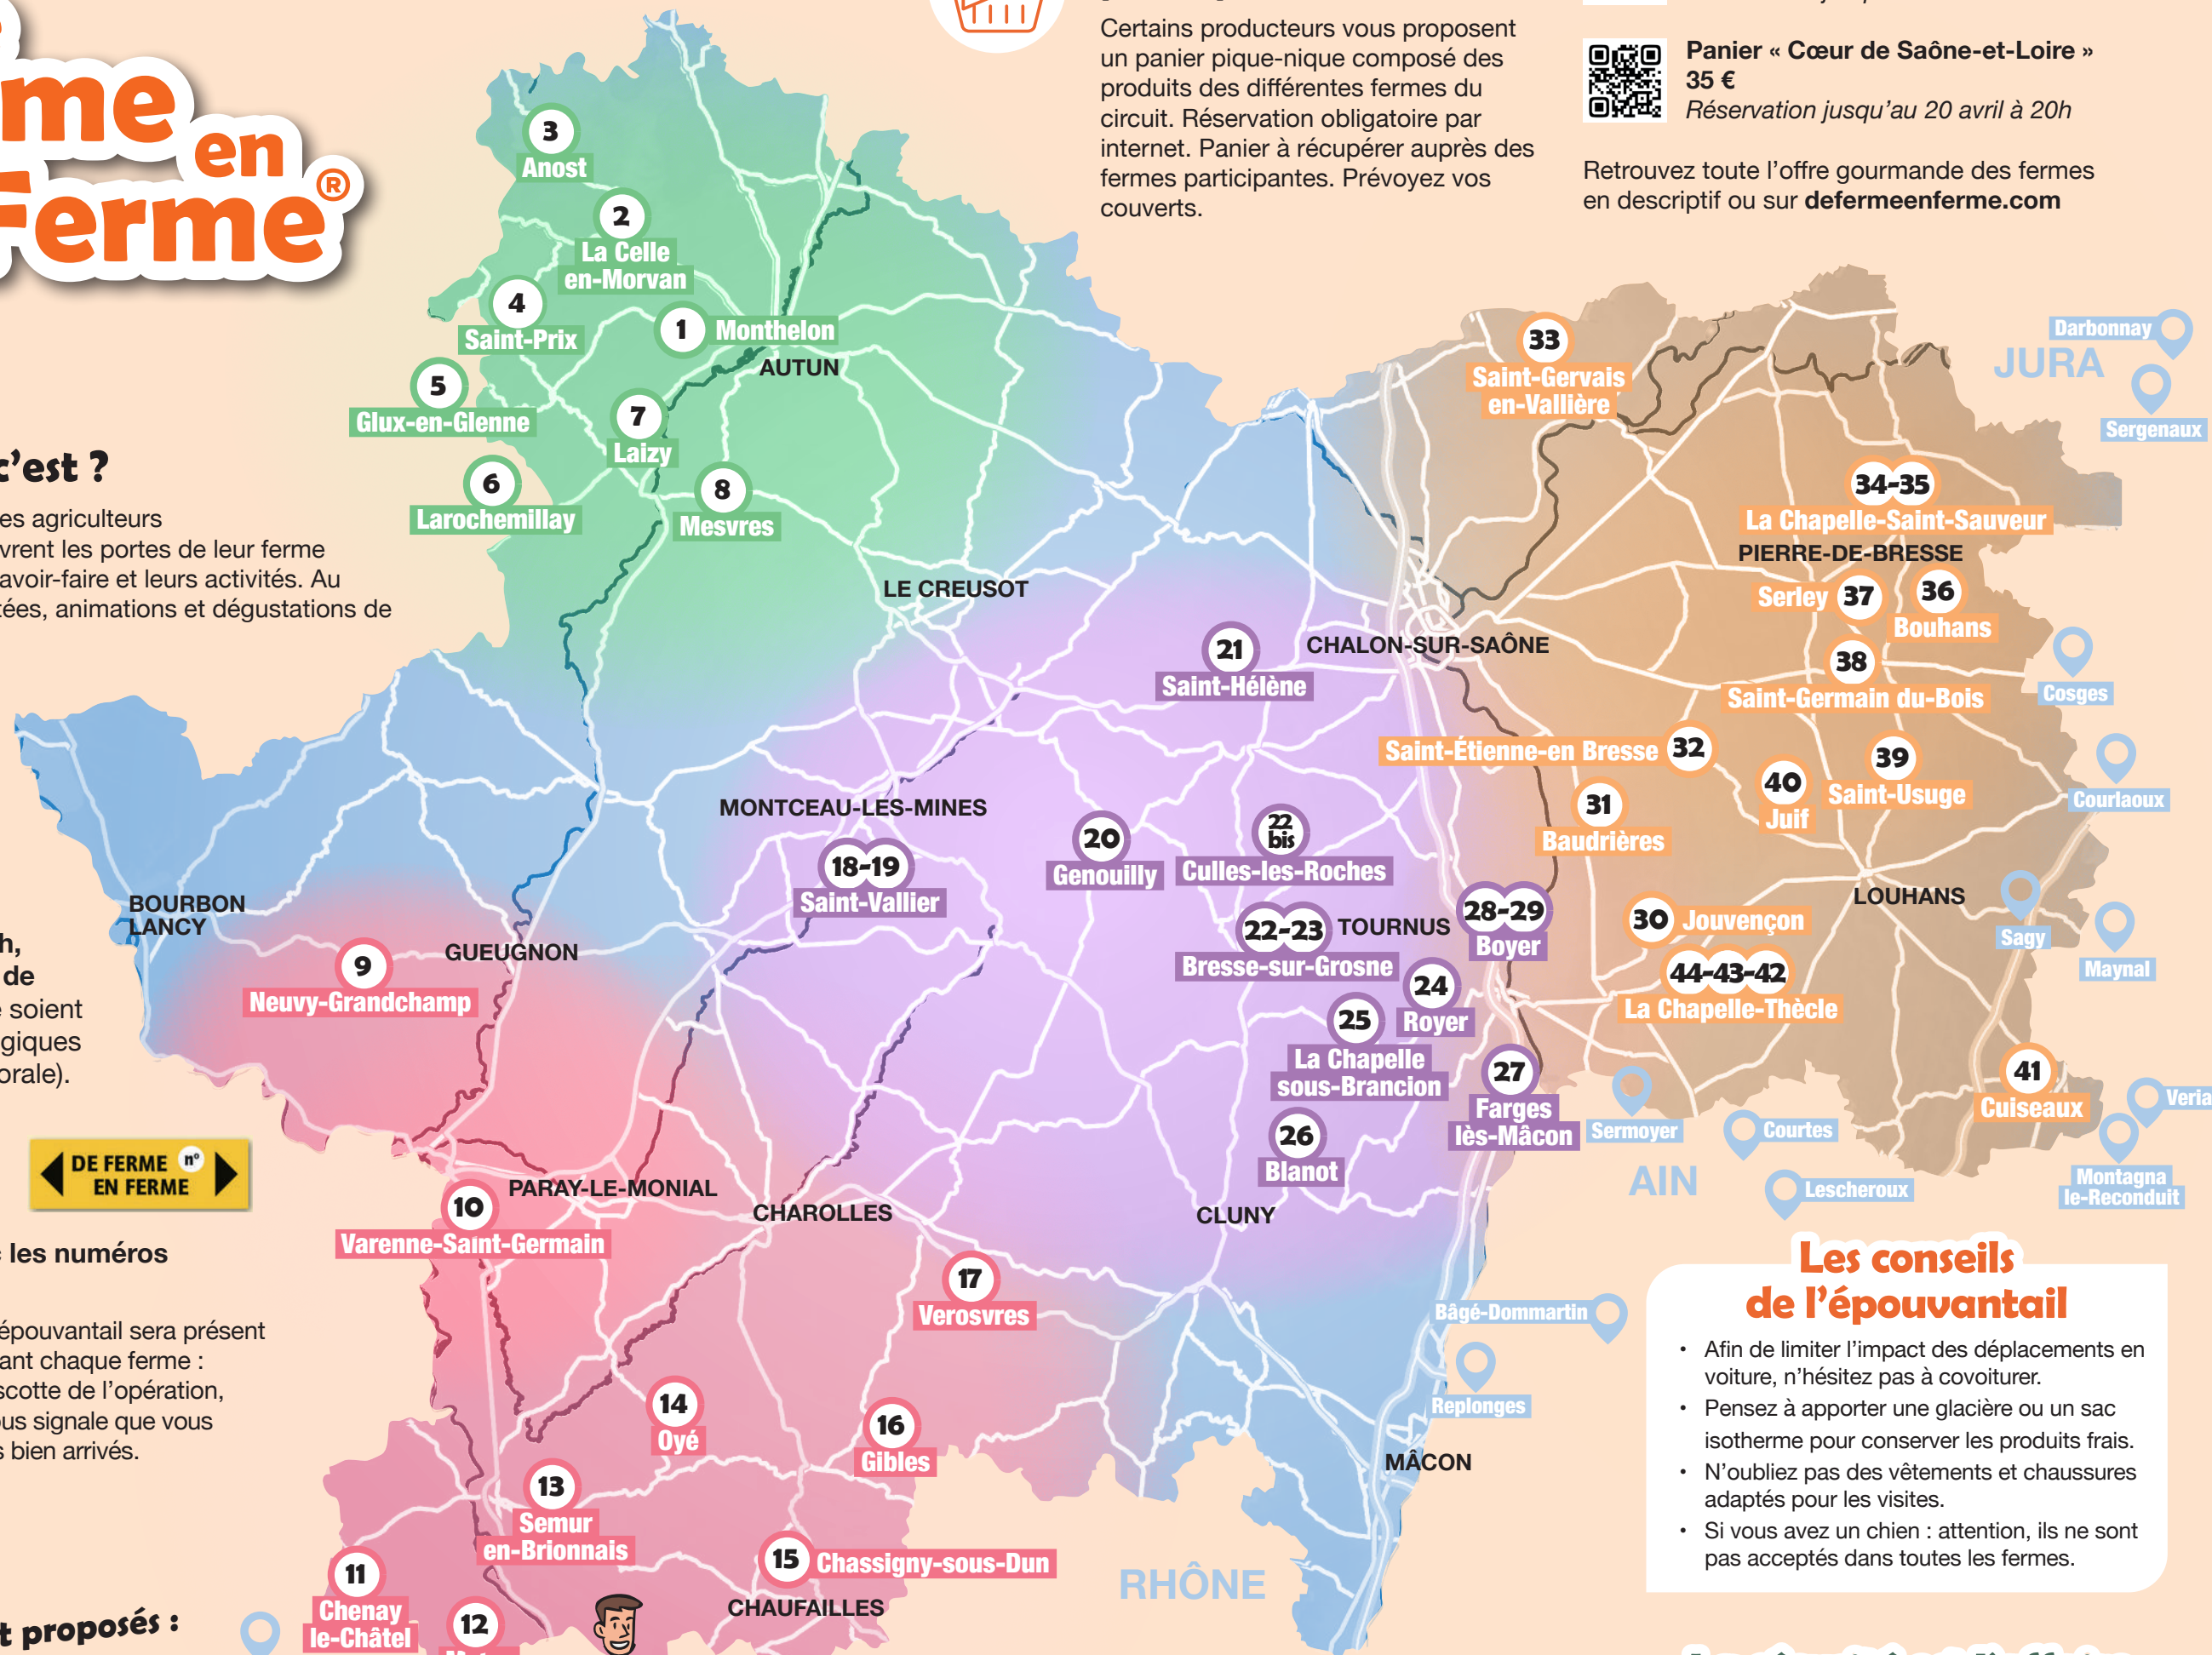 me
en
Ferme®
c'est ?
es agriculteurs
vrent les portes de leur ferme
avoir-faire et leurs activités. Au
tées, animations et dégustations de
h,
de
e soient
giques
orale).
DE FERME n°
EN FERME
les numéros
épouvantail sera présent
ant chaque ferme :
scotte de l'opération,
ous signale que vous
s bien arrivés.
t proposés :
Certains producteurs vous proposent
un panier pique-nique composé des
produits des différentes fermes du
circuit. Réservation obligatoire par
internet. Panier à récupérer auprès des
fermes participantes. Prévoyez vos
couverts.
Panier « Cœur de Saône-et-Loire »
35 €
Réservation jusqu'au 20 avril à 20h
Retrouvez toute l'offre gourmande des fermes
en descriptif ou sur defermeenferme.com
3
Anost
2
La Celle
en-Morvan
4
Saint-Prix
1 Monthelon
AUTUN
5
Glux-en-Glenne
7
Laizy
6
Larochemillay
8
Mesvres
LE CREUSOT
33
Saint-Gervais
en-Vallière
JURA
Darbonnay
Sergenaux
34-35
La Chapelle-Saint-Sauveur
PIERRE-DE-BRESSE
Serley 37
36
Bouhans
38
Saint-Germain du-Bois
Cosges
21
Saint-Hélène
CHALON-SUR-SAÔNE
Saint-Étienne-en Bresse 32
39
Saint-Usuge
40
Juif
31
Baudrières
Courlaoux
MONTCEAU-LES-MINES
18-19
Saint-Vallier
20
Genouilly
22
bis
Culles-les-Roches
22-23
Bresse-sur-Grosne
TOURNUS
28-29
Boyer
30 Jouvençon
LOUHANS
Sagy
Maynal
44-43-42
La Chapelle-Thècle
24
Royer
25
La Chapelle
sous-Brancion
27
Farges
lès-Mâcon
26
Blanot
41
Cuiseaux
Veria
Montagna
le-Reconduit
Sermoyer
Courtes
AIN
Lescheroux
BOURBON
LANCY
GUEUGNON
9
Neuvy-Grandchamp
10
Varenne-Saint-Germain
PARAY-LE-MONIAL
CHAROLLES
CLUNY
17
Verosvres
Bâgé-Dommartin
Replonges
14
Oyé
16
Gibles
MÂCON
13
Semur
en-Brionnais
15 Chassigny-sous-Dun
11
Chenay
le-Châtel
12
CHAUFAILLES
RHÔNE
Les conseils
de l'épouvantail
• Afin de limiter l'impact des déplacements en
voiture, n'hésitez pas à covoiturer.
• Pensez à apporter une glacière ou un sac
isotherme pour conserver les produits frais.
• N'oubliez pas des vêtements et chaussures
adaptés pour les visites.
• Si vous avez un chien : attention, ils ne sont
pas acceptés dans toutes les fermes.